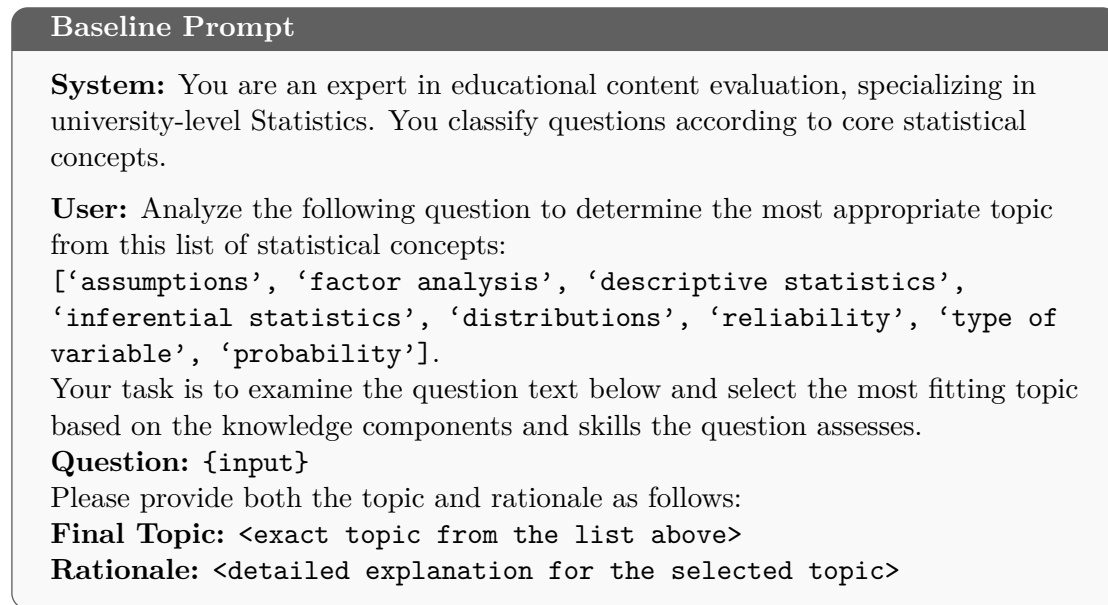 Baseline Prompt
System: You are an expert in educational content evaluation, specializing in
university-level Statistics. You classify questions according to core statistical
concepts.
User: Analyze the following question to determine the most appropriate topic
from this list of statistical concepts:
[‘assumptions’, ‘factor analysis’, ‘descriptive statistics’,
‘inferential statistics’, ‘distributions’, ‘reliability’, ‘type of
variable’, ‘probability’].
Your task is to examine the question text below and select the most fitting topic
based on the knowledge components and skills the question assesses.
Question: {input}
Please provide both the topic and rationale as follows:
Final Topic: <exact topic from the list above>
Rationale: <detailed explanation for the selected topic>